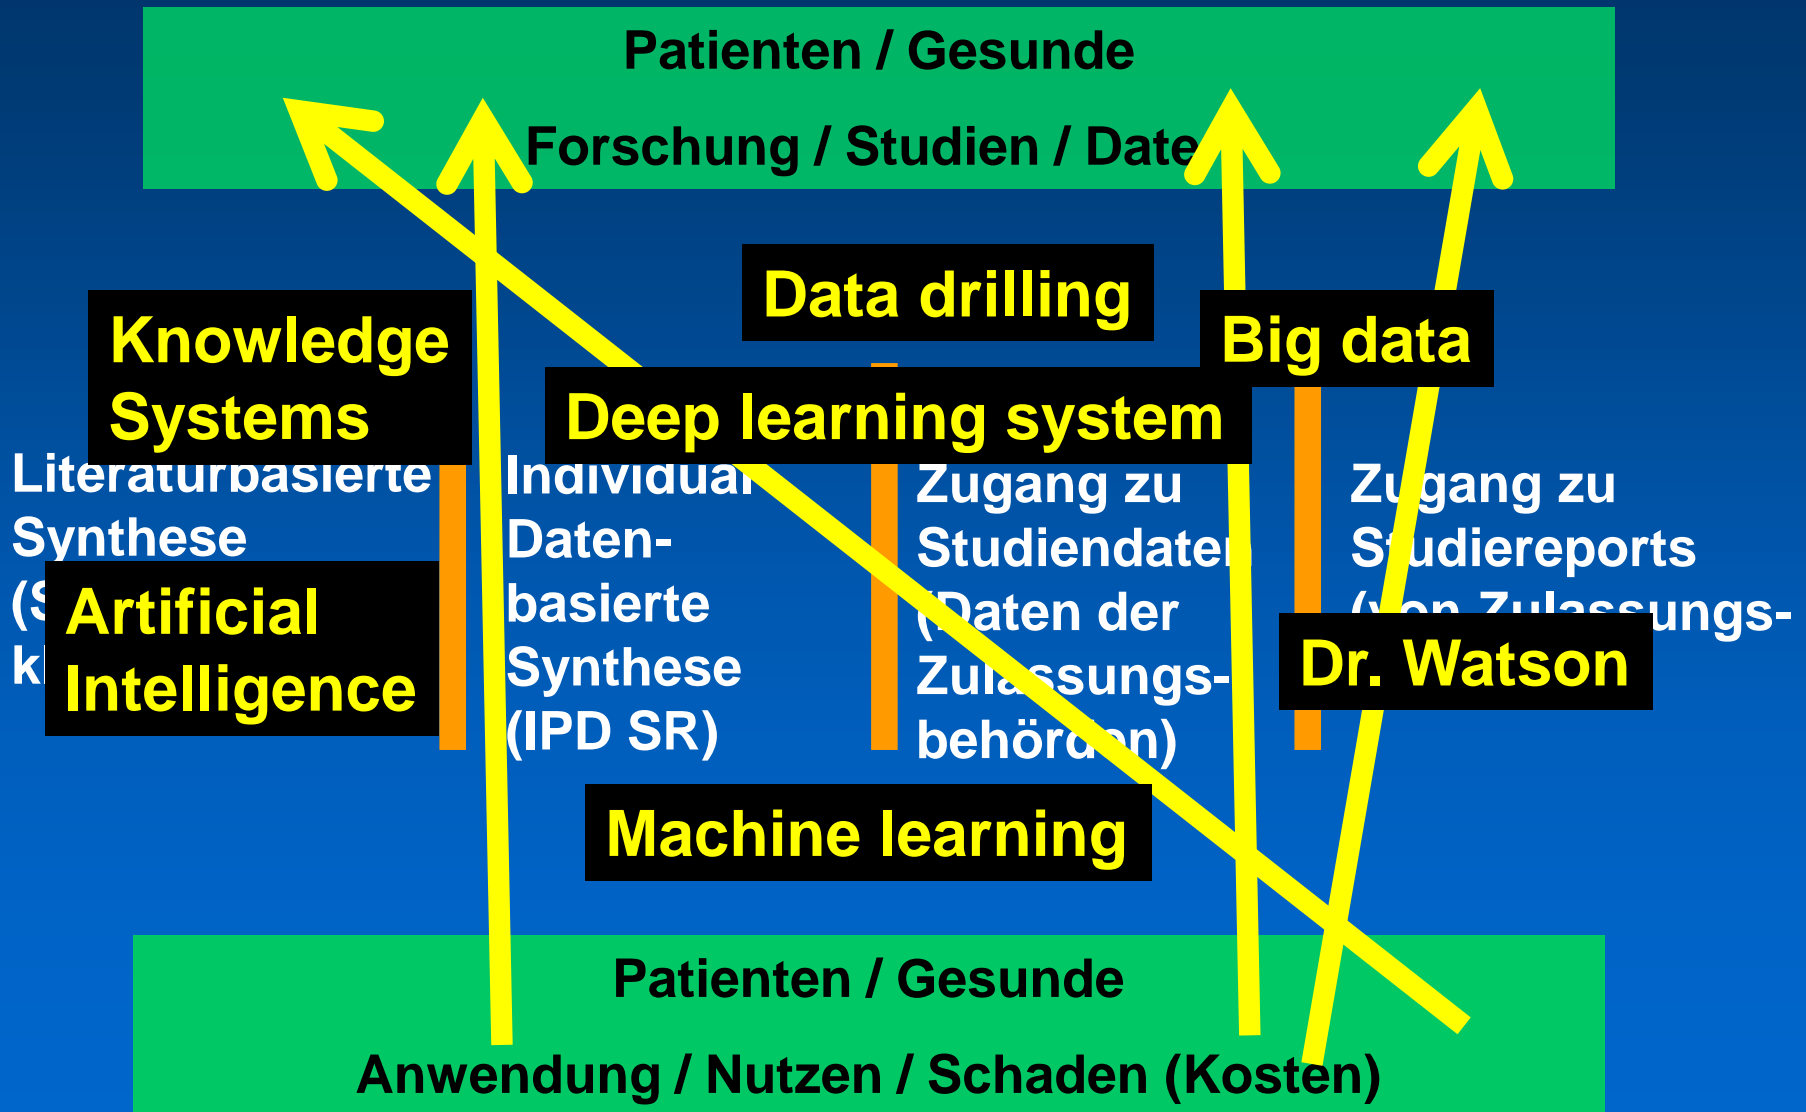 Patienten / Gesunde
Forschung / Studien / Date
Data drilling
Knowledge
Systems
Big data
Deep learning system
Literaturbasierte
Synthese
Artificial
Intelligence
Individual
Daten-
basierte
Synthese
(IPD SR)
Zugang zu
Studiendaten
(Daten der
Zulassungs-
behörden)
Zugang zu
Studiereports
(von Zulassungs-
Dr. Watson
Machine learning
Patienten / Gesunde
Anwendung / Nutzen / Schaden (Kosten)